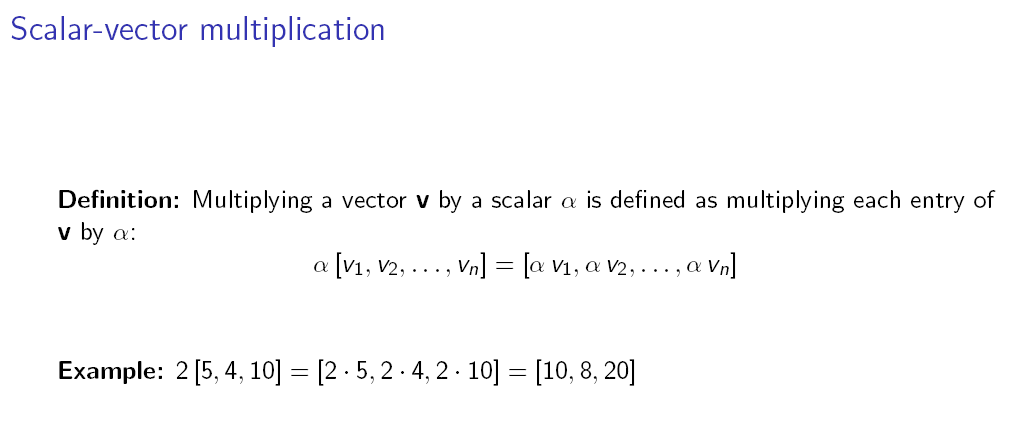 Scalar-vector multiplication
Definition: Multiplying a vector v by a scalar α is defined as multiplying each entry of
v by α:
α [v₁, v₂, . . . , vₙ] = [α v₁, α v₂, . . . , α vₙ]
Example: 2 [5, 4, 10] = [2 · 5, 2 · 4, 2 · 10] = [10, 8, 20]